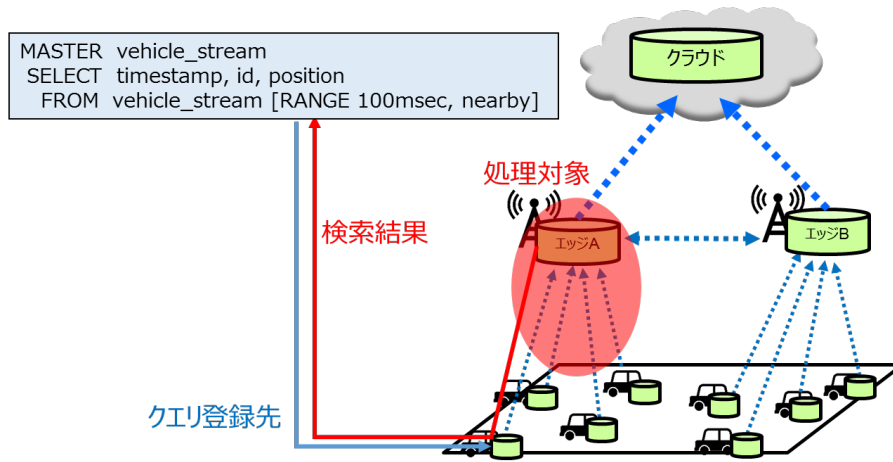 MASTER vehicle_stream
SELECT timestamp, id, position
FROM vehicle_stream [RANGE 100msec, nearby]
クラウド
処理対象
検索結果
エッジA
エッジB
クエリ登録先